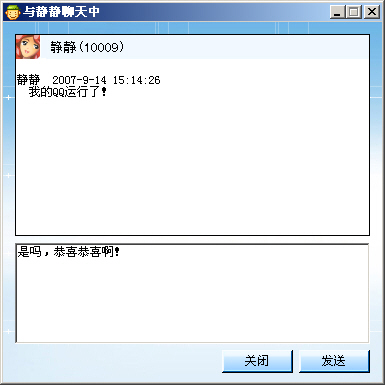 与静静聊天中
静静(10009)
静静 2007-9-14 15:14:26
我的QQ运行了!
是吗，恭喜恭喜啊!
关闭
发送